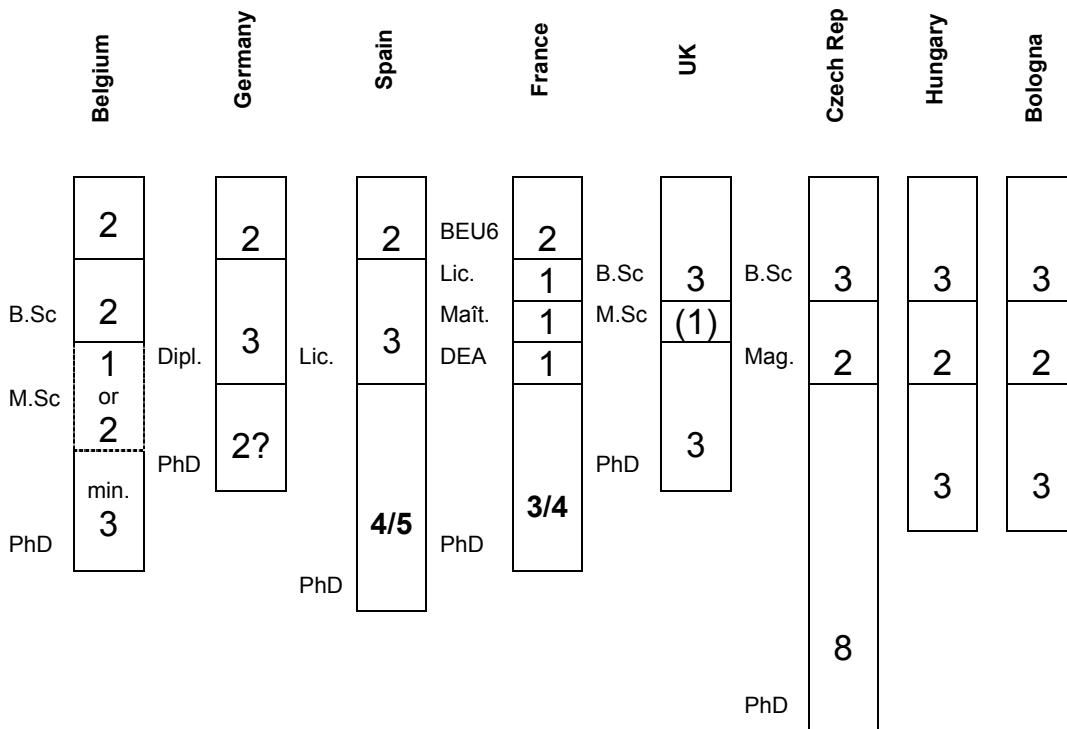 Belgium Germany Spain France UK Czech Rep Hungary Bologna
2 2 2 BEU6 2
Lic. 1 B.Sc 3 B.Sc 3 3 3
B.Sc 2 3 3 Maît. 1 M.Sc (1)
1 Dipl. Lic. DEA 1 Mag. 2 2 2
M.Sc or
2 2? 3
PhD PhD
min. 3 3
3 4/5 3/4
PhD PhD
PhD
8
PhD